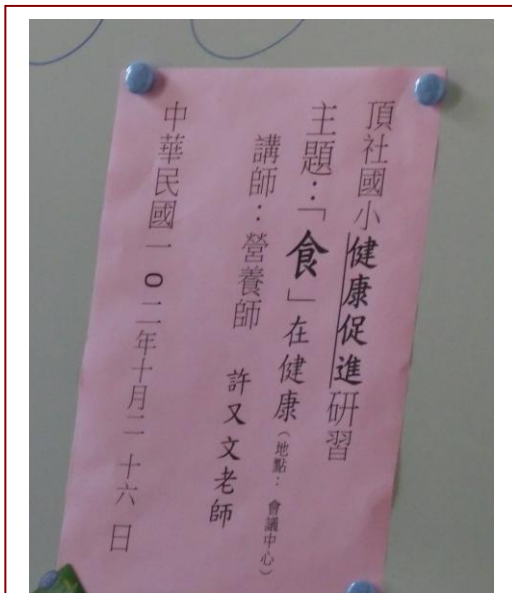 頂社國小健康促進研習
主題：「食」在健康（地點：會議中心）
講師：營養師　許又文老師
中華民國一０二年十月二十六日